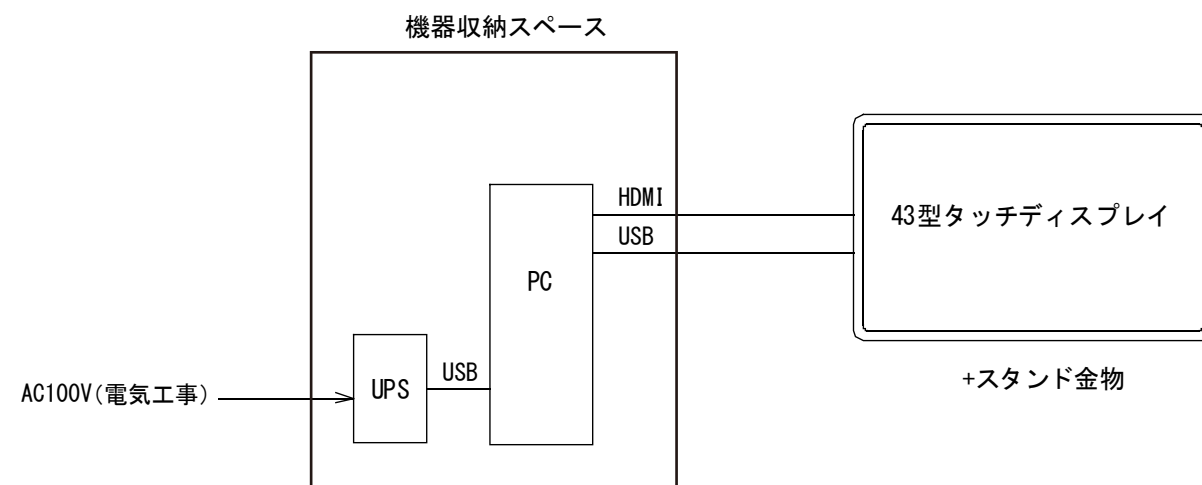 機器収納スペース
HDMI
43型タッチディスプレイ
USB
PC
USB
+スタンド金物
AC100V(電気工事)
UPS